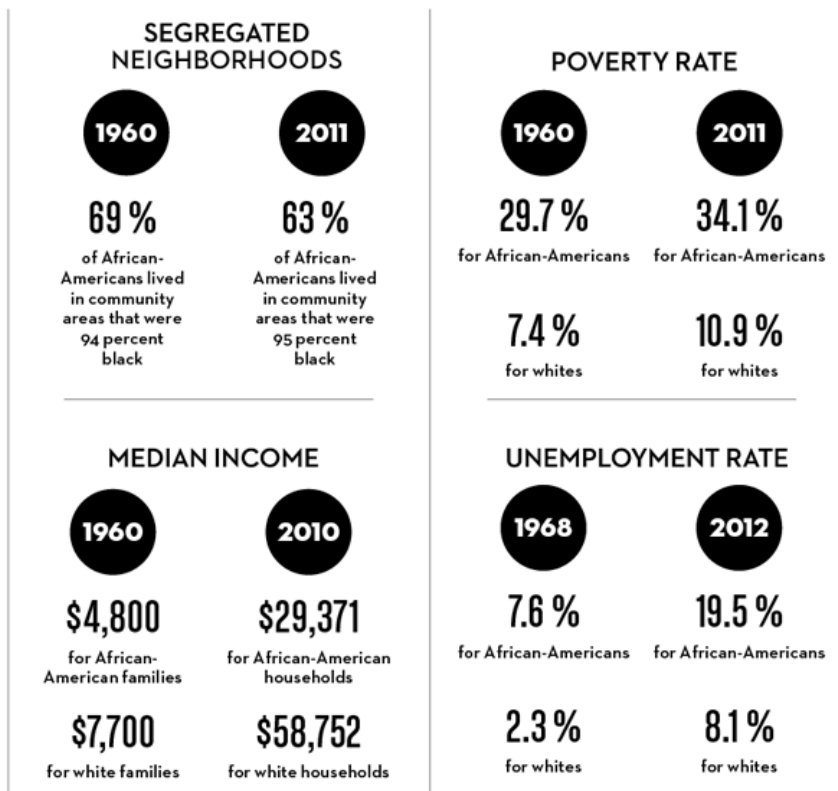 SEGREGATED
NEIGHBORHOODS
1960
2011
69 %
of African-
Americans lived
in community
areas that were
94 percent
black
63 %
of African-
Americans lived
in community
areas that were
95 percent
black
POVERTY RATE
1960
2011
29.7 %
for African-Americans
34.1 %
for African-Americans
7.4 %
for whites
10.9 %
for whites
MEDIAN INCOME
1960
2010
$4,800
for African-
American families
$29,371
for African-American
households
$7,700
for white families
$58,752
for white households
UNEMPLOYMENT RATE
1968
2012
7.6 %
for African-Americans
19.5 %
for African-Americans
2.3 %
for whites
8.1 %
for whites